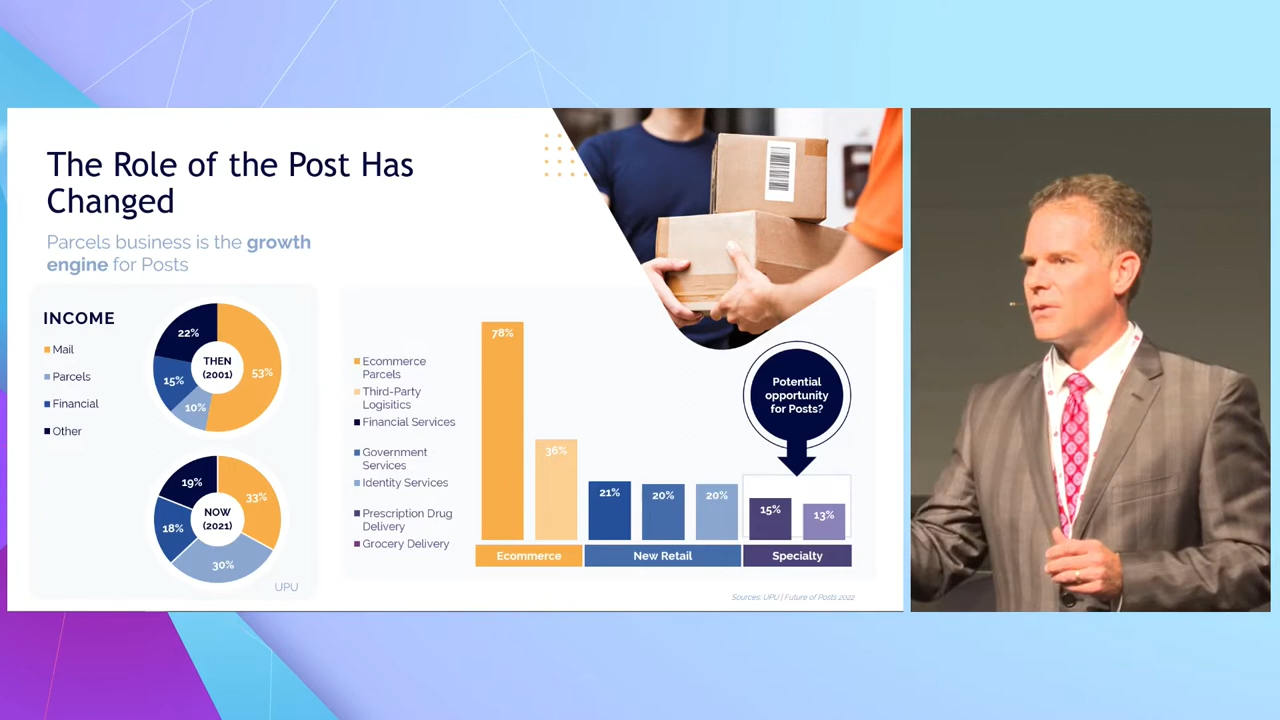 The Role of the Post Has
Changed
Parcels business is the growth
engine for Posts
INCOME
Mail
Parcels
Financial
Other
22%
THEN
(2001)
53%
15%
10%
19%
33%
NOW
(2021)
18%
30%
UPU
Ecommerce
Parcels
Third-Party
Logisitics
Financial Services
Government
Services
Identity Services
Prescription Drug
Delivery
Grocery Delivery
78%
36%
21%
20%
20%
15%
13%
Potential
opportunity
for Posts?
Ecommerce
New Retail
Specialty
Sources: UPU | Future of Posts 2022